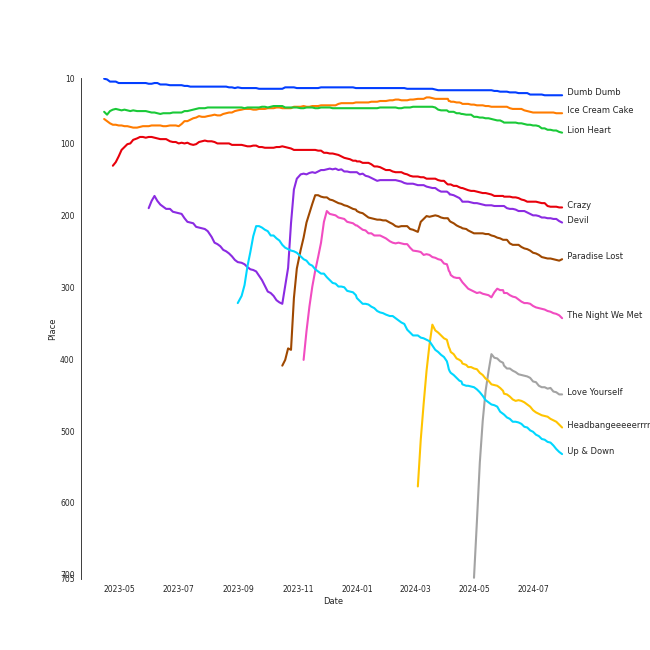 10
Dumb Dumb
Ice Cream Cake
Lion Heart
100
Crazy
200
Devil
Paradise Lost
300
The Night We Met
Place
400
Love Yourself
Headbangeeeeerrrr
500
Up & Down
600
700
705
2023-05
2023-07
2023-09
2023-11
2024-01
2024-03
2024-05
2024-07
Date